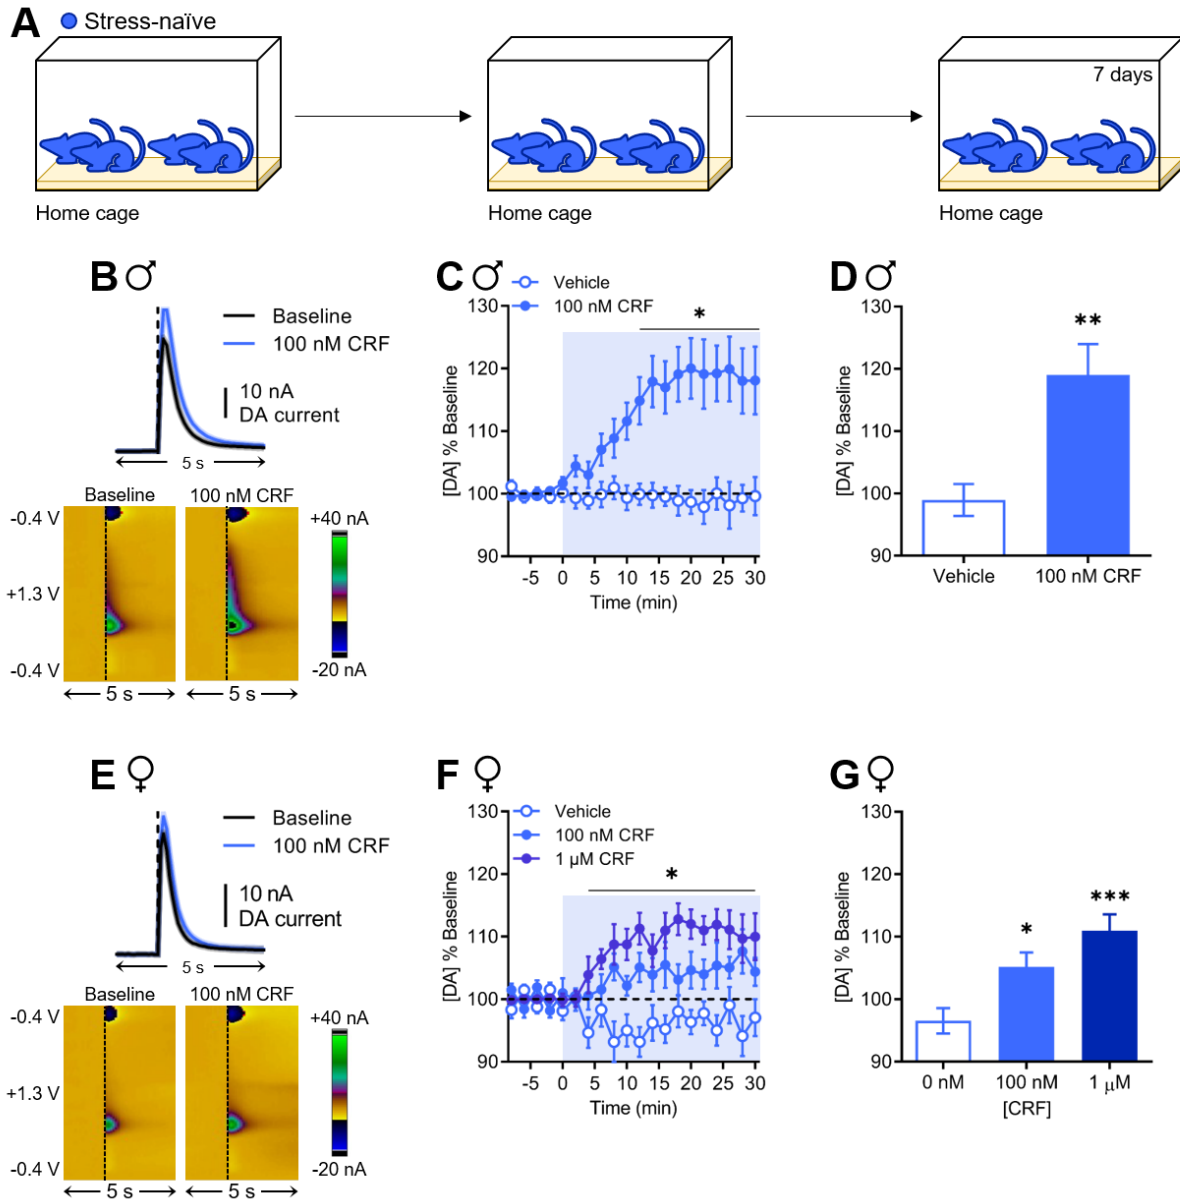 A Stress-naïve
7 days
Home cage
Home cage
Home cage
B ♂
Baseline
100 nM CRF
10 nA
DA current
5 s
Baseline
100 nM CRF
-0.4 V
+1.3 V
-0.4 V
+40 nA
-20 nA
5 s
5 s
C ♂
Vehicle
100 nM CRF
*
[DA] % Baseline
130
120
110
100
90
-5 0 5 10 15 20 25 30
Time (min)
D ♂
**
[DA] % Baseline
130
120
110
100
90
Vehicle
100 nM CRF
E ♀
Baseline
100 nM CRF
10 nA
DA current
5 s
Baseline
100 nM CRF
-0.4 V
+1.3 V
-0.4 V
+40 nA
-20 nA
5 s
5 s
F ♀
Vehicle
100 nM CRF
1 µM CRF
*
[DA] % Baseline
130
120
110
100
90
-5 0 5 10 15 20 25 30
Time (min)
G ♀
*
***
[DA] % Baseline
130
120
110
100
90
0 nM 100 nM 1 µM
[CRF]